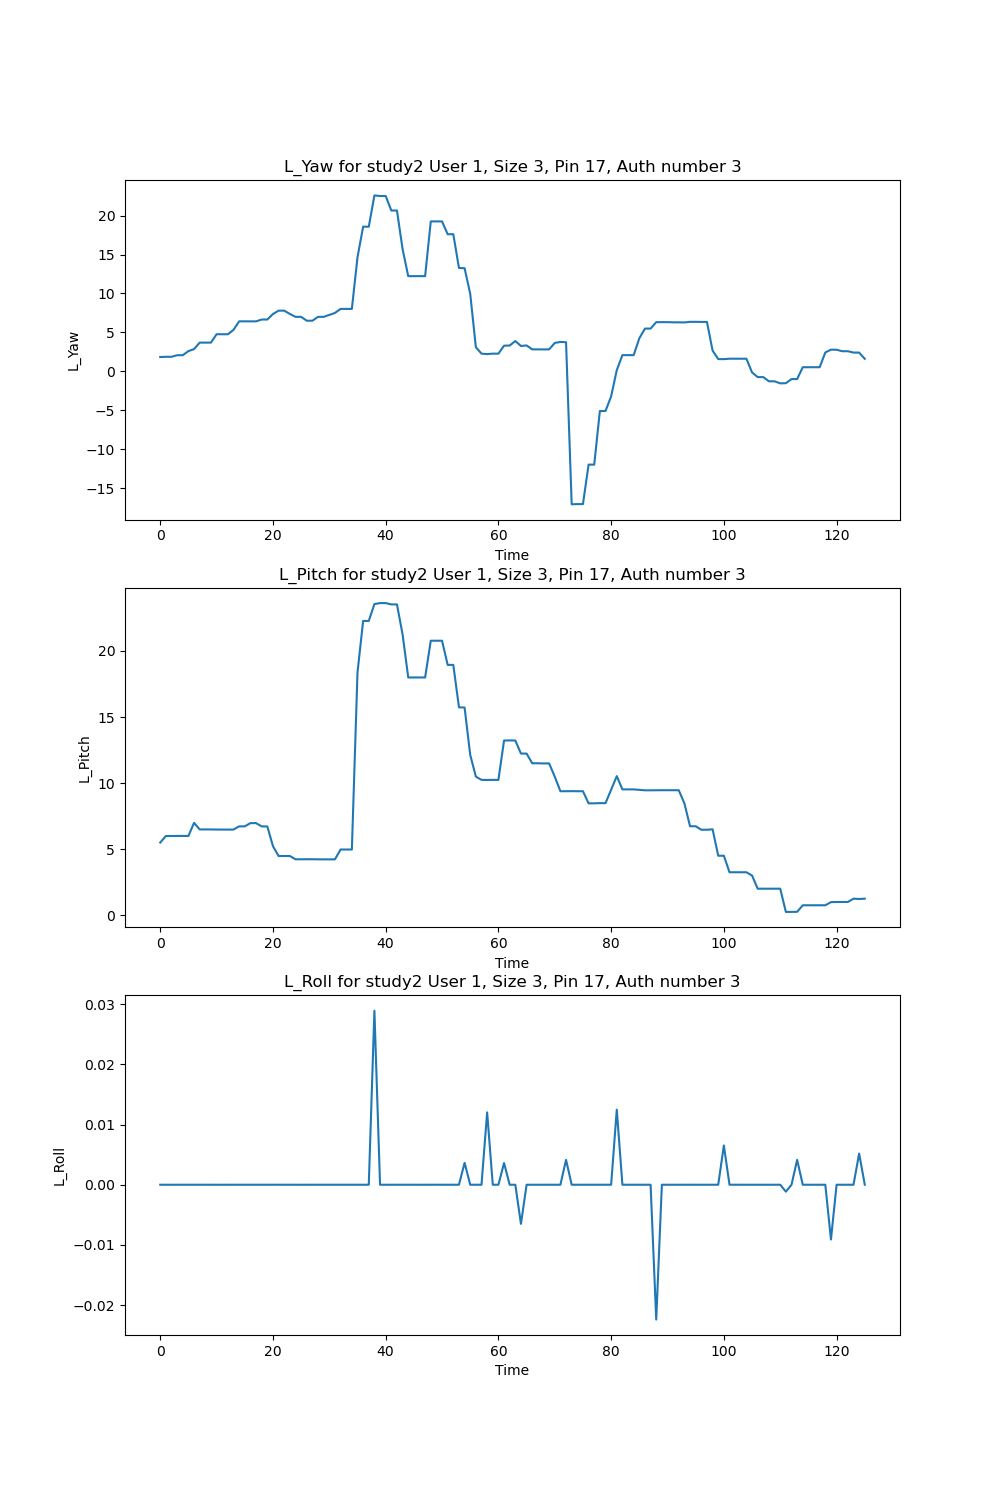 L_Yaw for study2 User 1, Size 3, Pin 17, Auth number 3
20
15
10
5
0
−5
−10
−15
L_Yaw
0 20 40 60 80 100 120
Time
L_Pitch for study2 User 1, Size 3, Pin 17, Auth number 3
20
15
10
5
0
L_Pitch
0 20 40 60 80 100 120
Time
L_Roll for study2 User 1, Size 3, Pin 17, Auth number 3
0.03
0.02
0.01
0.00
−0.01
−0.02
L_Roll
0 20 40 60 80 100 120
Time